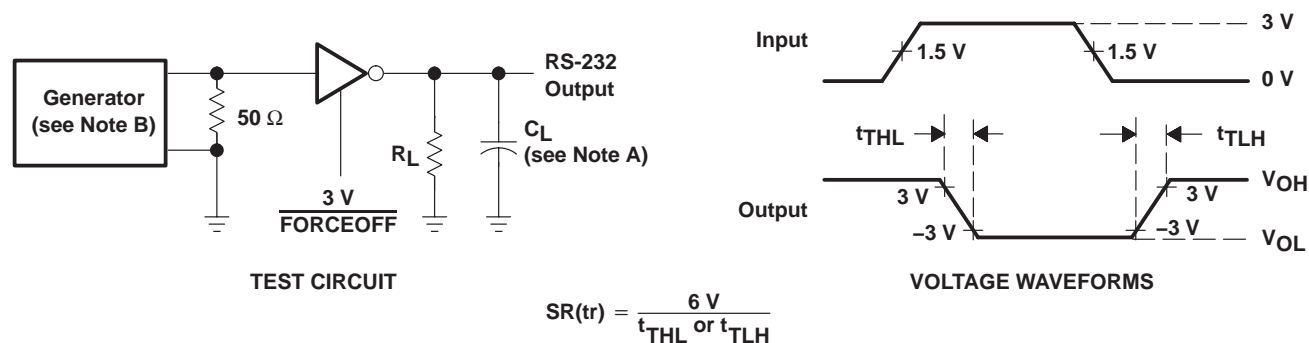 Generator
(see Note B)
50 Ω
3 V
FORCEOFF
RL
CL
(see Note A)
RS-232
Output
TEST CIRCUIT
Input
1.5 V
1.5 V
3 V
0 V
tTHL
tTLH
Output
3 V
–3 V
3 V
–3 V
VOH
VOL
VOLTAGE WAVEFORMS
SR(tr) = 6 V
tTHL or tTLH